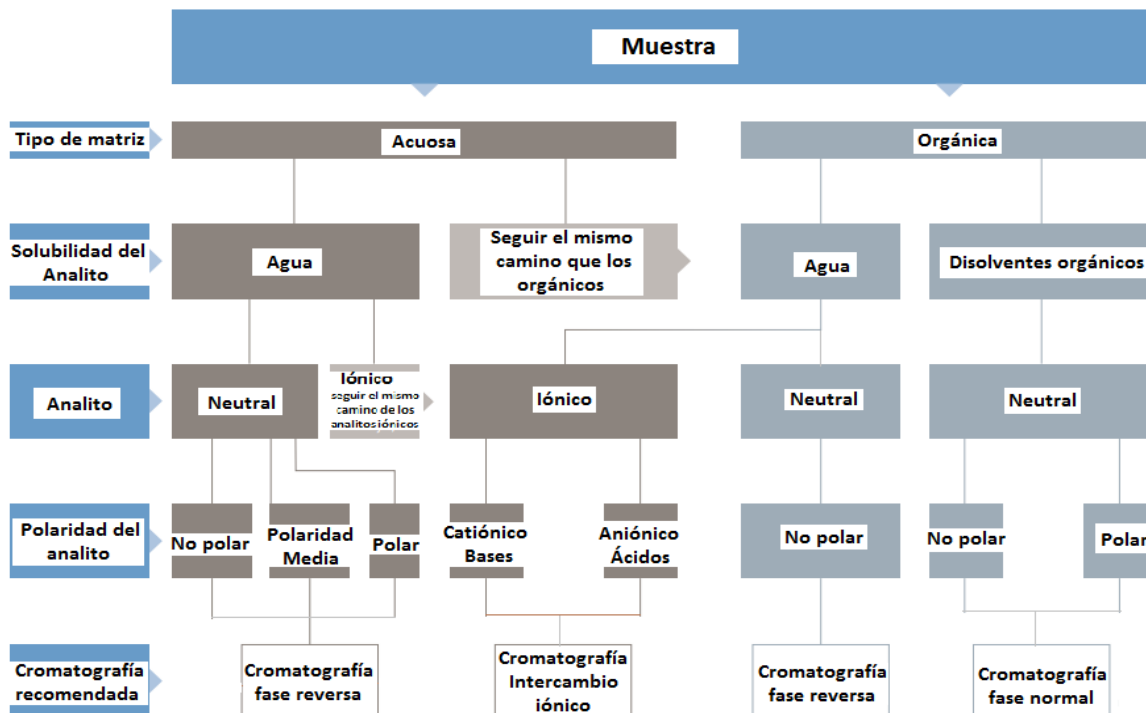 Muestra
Tipo de matriz
Acuosa
Orgánica
Solubilidad del
Analito
Agua
Seguir el mismo
camino que los
orgánicos
Agua
Disolventes orgánicos
Analito
Neutral
Iónico
seguir el mismo
camino de los
analitos iónicos
Iónico
Neutral
Neutral
Polaridad del
analito
No polar
Polaridad
Media
Polar
Catiónico
Bases
Aniónico
Ácidos
No polar
No polar
Polar
Cromatografía
recomendada
Cromatografía
fase reversa
Cromatografía
Intercambio
iónico
Cromatografía
fase reversa
Cromatografía
fase normal